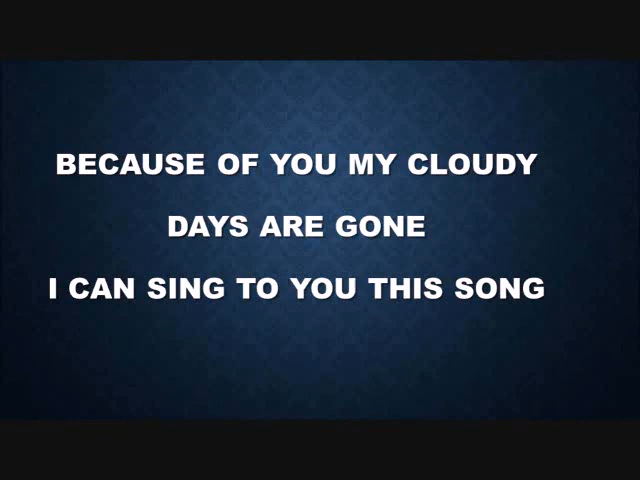 BECAUSE OF YOU MY CLOUDY
DAYS ARE GONE
I CAN SING TO YOU THIS SONG